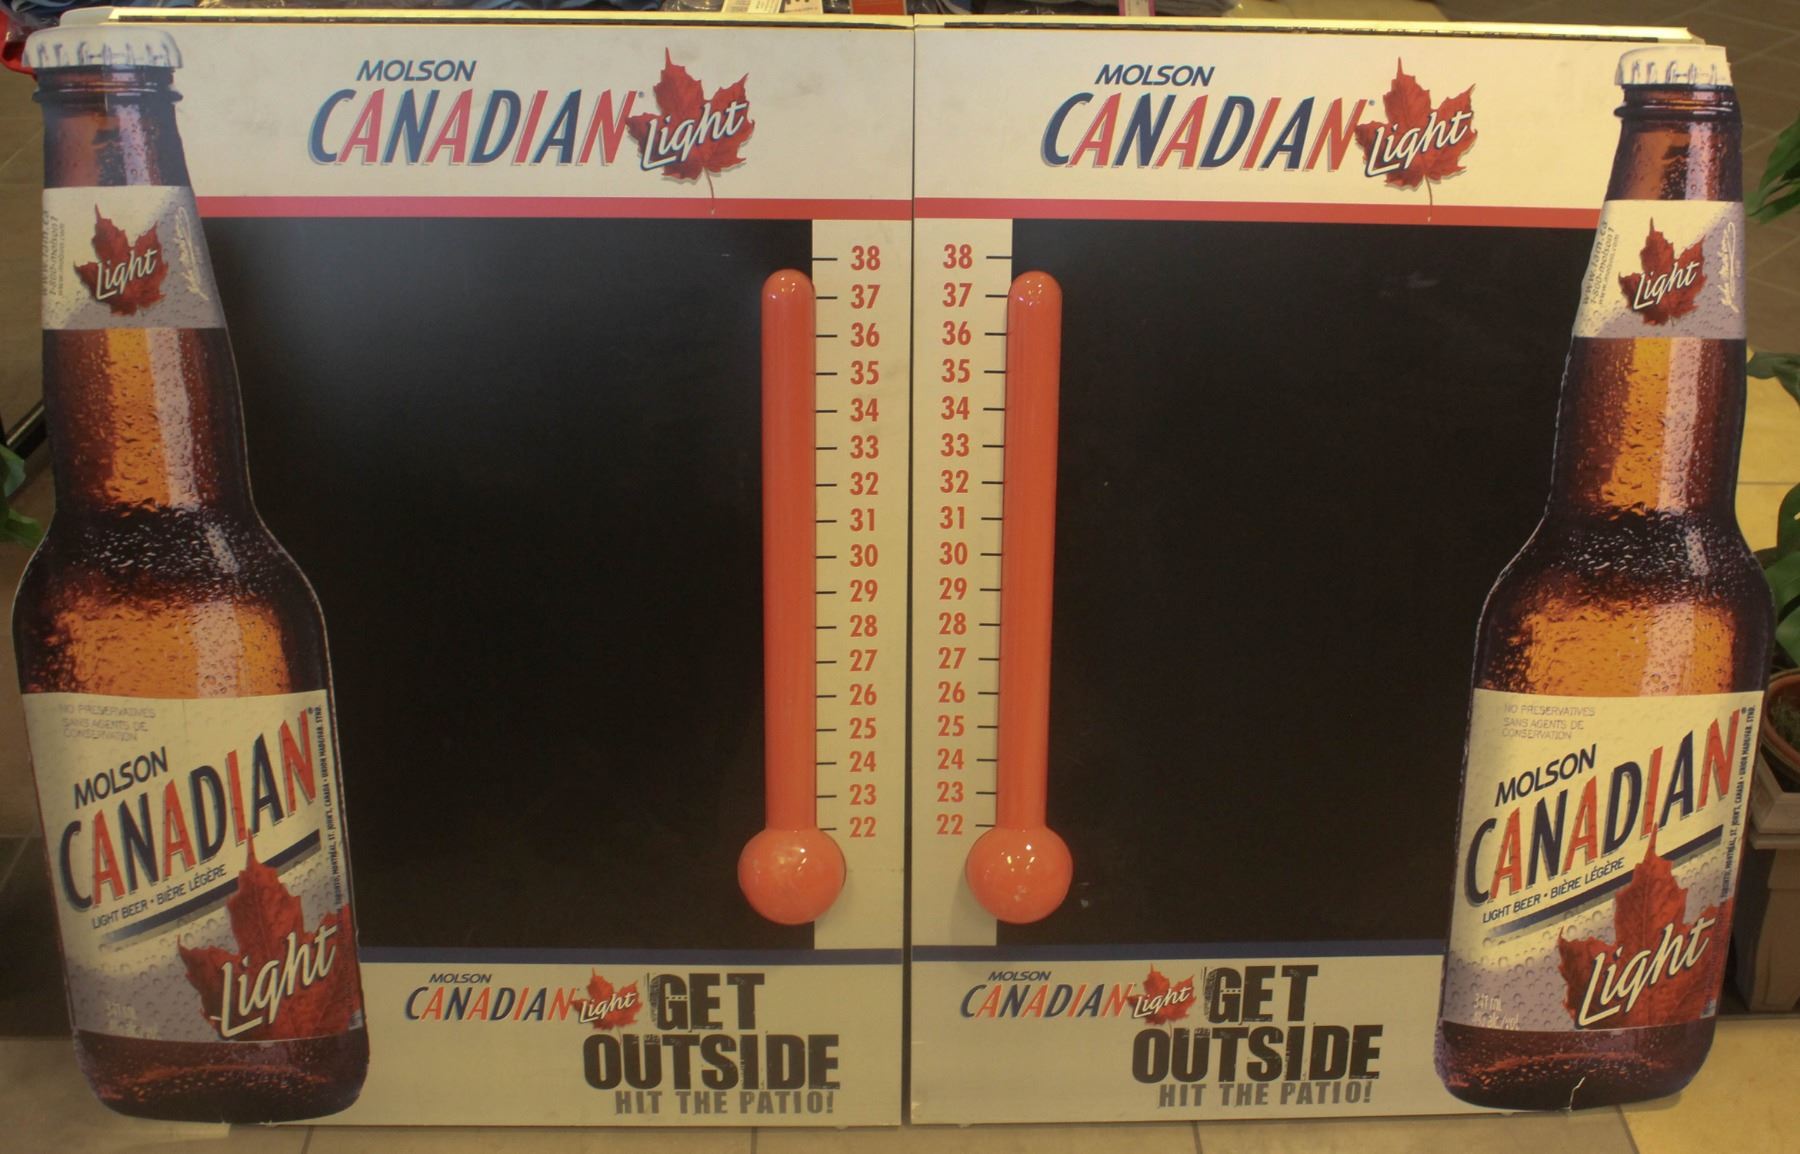 MOLSON
CANADIAN Light
38
37
36
35
34
33
32
31
30
29
28
27
26
25
24
23
22
Light
NO PRESERVATIVES
SANS AGENTS DE
CONSERVATION
MOLSON
CANADIAN
LIGHT BEER • BIÈRE LÉGÈRE
Light
341 mL
MOLSON
CANADIAN Light
GET
OUTSIDE
HIT THE PATIO!
MOLSON
CANADIAN Light
38
37
36
35
34
33
32
31
30
29
28
27
26
25
24
23
22
Light
NO PRESERVATIVES
SANS AGENTS DE
CONSERVATION
MOLSON
CANADIAN
LIGHT BEER • BIÈRE LÉGÈRE
Light
341 mL
MOLSON
CANADIAN Light
GET
OUTSIDE
HIT THE PATIO!